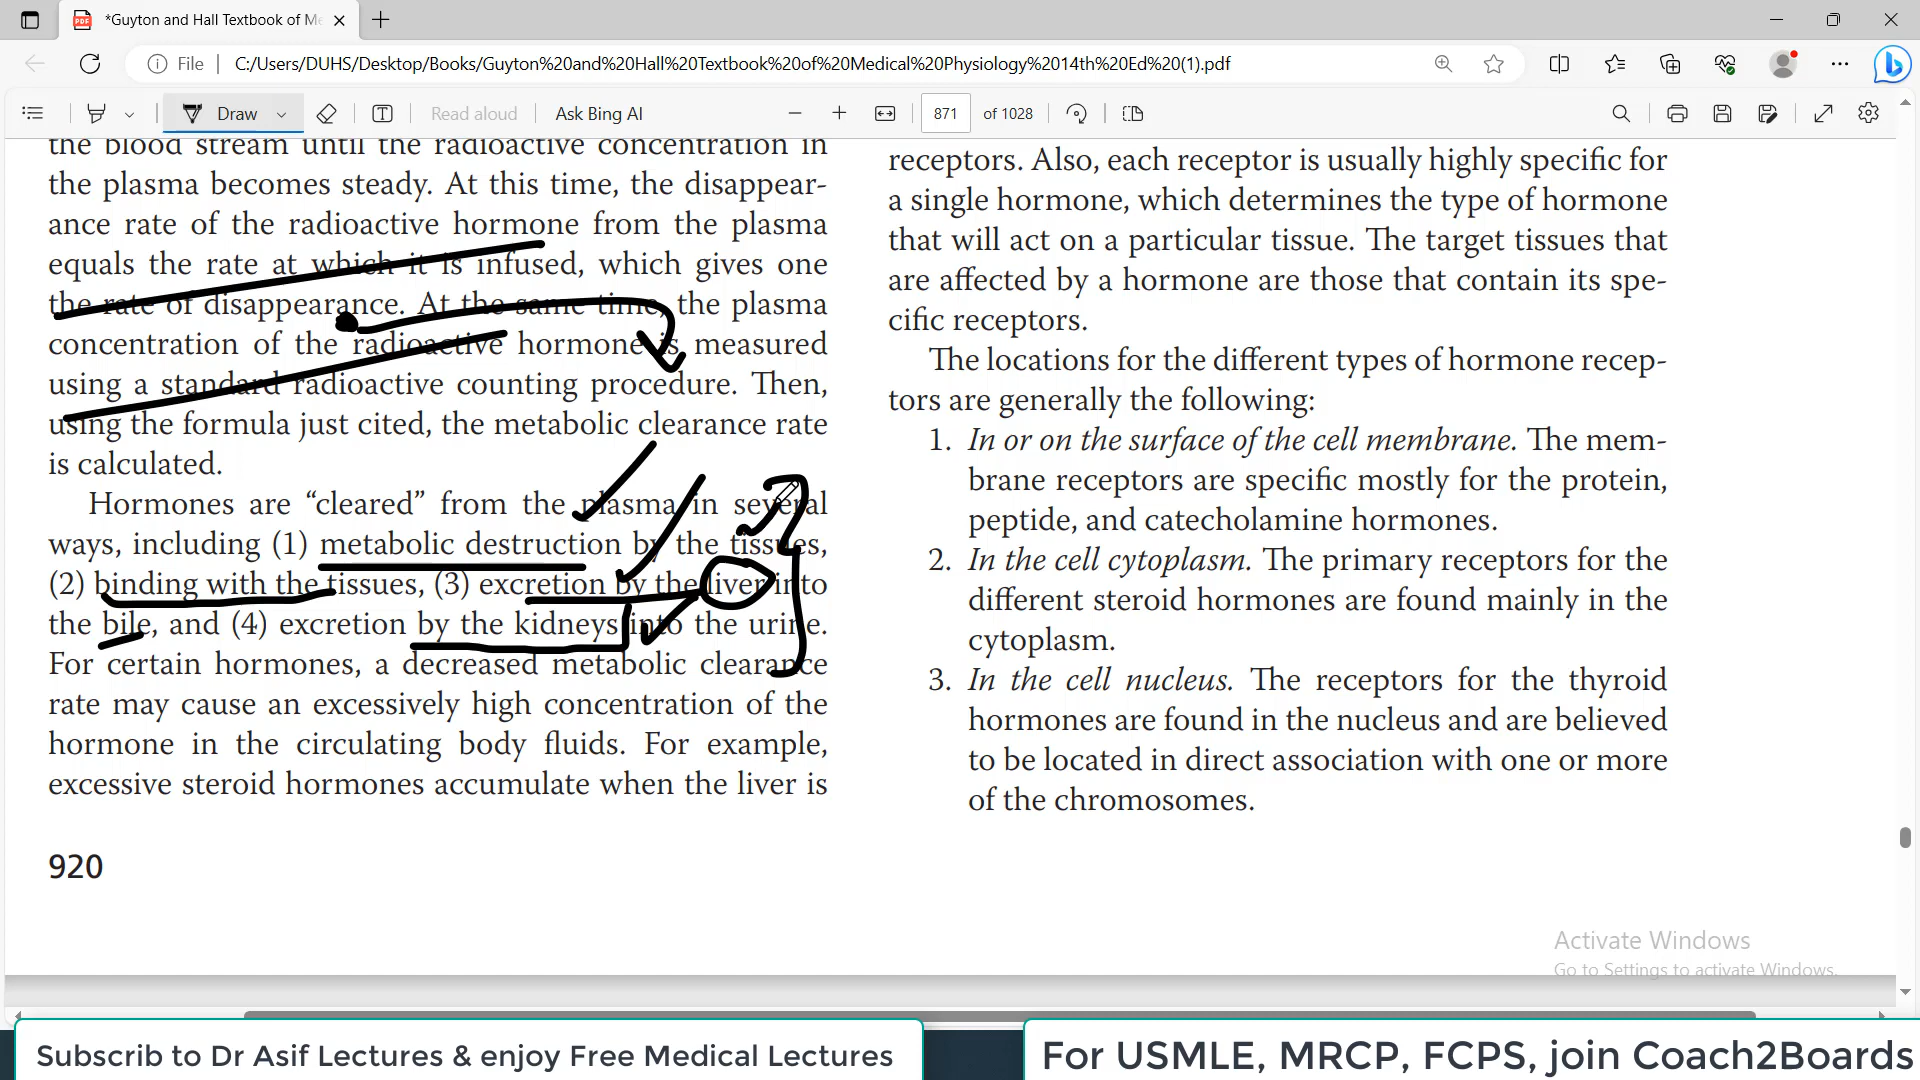 *Guyton and Hall Textbook of Me
File
C:/Users/DUHS/Desktop/Books/Guyton%20and%20Hall%20Textbook%20of%20Medical%20Physiology%2014th%20Ed%20(1).pdf
Draw
Read aloud
Ask Bing AI
871 of 1028
the blood stream until the radioactive concentration in
the plasma becomes steady. At this time, the disappear-
ance rate of the radioactive hormone from the plasma
equals the rate at which it is infused, which gives one
the rate of disappearance. At the same time, the plasma
concentration of the radioactive hormone is measured
using a standard radioactive counting procedure. Then,
using the formula just cited, the metabolic clearance rate
is calculated.
Hormones are “cleared” from the plasma in several
ways, including (1) metabolic destruction by the tissues,
(2) binding with the tissues, (3) excretion by the liver into
the bile, and (4) excretion by the kidneys into the urine.
For certain hormones, a decreased metabolic clearance
rate may cause an excessively high concentration of the
hormone in the circulating body fluids. For example,
excessive steroid hormones accumulate when the liver is
920
receptors. Also, each receptor is usually highly specific for
a single hormone, which determines the type of hormone
that will act on a particular tissue. The target tissues that
are affected by a hormone are those that contain its spe-
cific receptors.
The locations for the different types of hormone recep-
tors are generally the following:
1. In or on the surface of the cell membrane. The mem-
brane receptors are specific mostly for the protein,
peptide, and catecholamine hormones.
2. In the cell cytoplasm. The primary receptors for the
different steroid hormones are found mainly in the
cytoplasm.
3. In the cell nucleus. The receptors for the thyroid
hormones are found in the nucleus and are believed
to be located in direct association with one or more
of the chromosomes.
Activate Windows
Go to Settings to activate Windows.
Subscrib to Dr Asif Lectures & enjoy Free Medical Lectures
For USMLE, MRCP, FCPS, join Coach2Boards